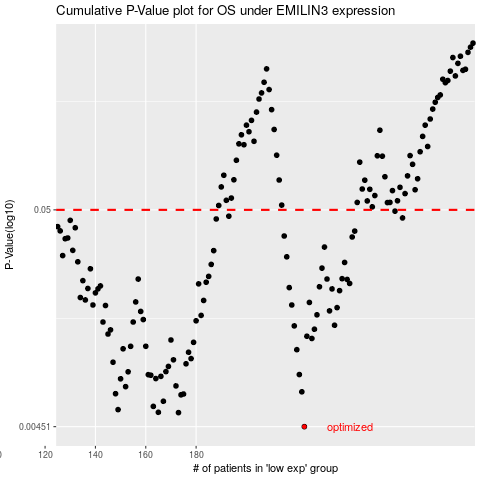 Cumulative P-Value plot for OS under EMILIN3 expression
P-Value(log10)
0.05
0.00451
optimized
0 120 140 160 180
# of patients in 'low exp' group